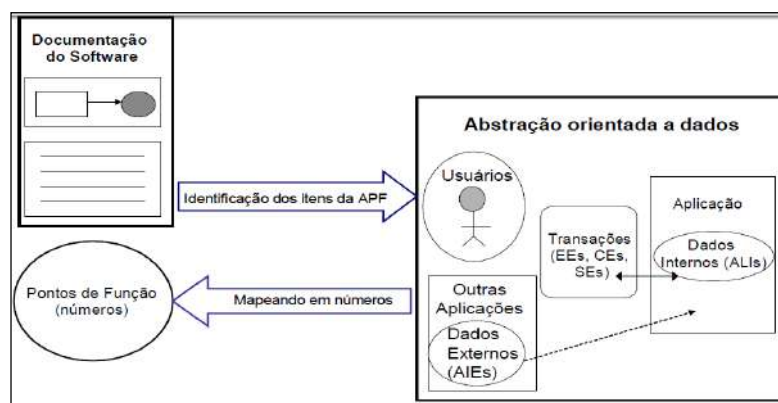 Documentação
do Software
Identificação dos itens da APF
Pontos de Função
(números)
Mapeando em números
Abstração orientada a dados
Usuários
Transações
(EEs, CEs,
SEs)
Aplicação
Dados
Internos (ALIs)
Outras
Aplicações
Dados
Externos
(AIEs)